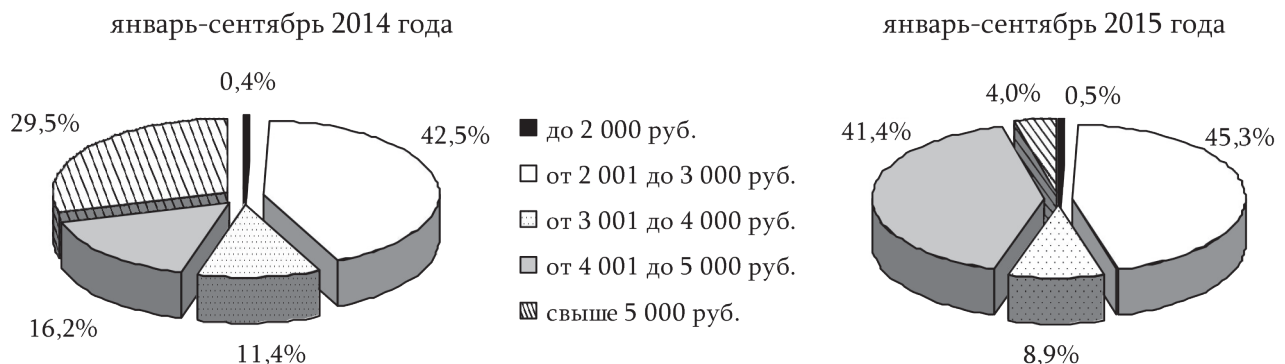 январь-сентябрь 2014 года
0,4%
29,5%
42,5%
16,2%
11,4%
до 2 000 руб.
от 2 001 до 3 000 руб.
от 3 001 до 4 000 руб.
от 4 001 до 5 000 руб.
свыше 5 000 руб.
январь-сентябрь 2015 года
4,0%
0,5%
41,4%
45,3%
8,9%